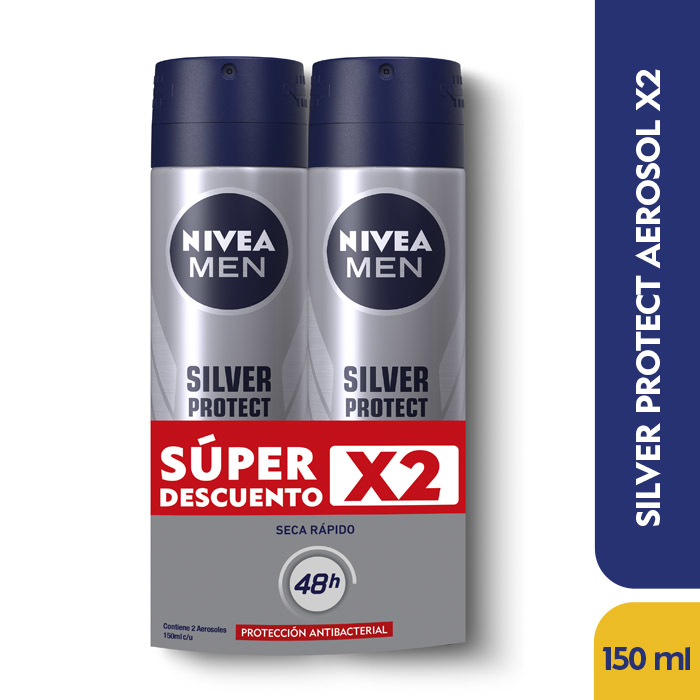 NIVEA
MEN
SILVER
PROTECT
NIVEA
MEN
SILVER
PROTECT
SÚPER
DESCUENTO
X2
SECA RÁPIDO
48h
Contiene 2 Aerosoles
150ml c/u
PROTECCIÓN ANTIBACTERIAL
SILVER PROTECT AEROSOL X2
150 ml